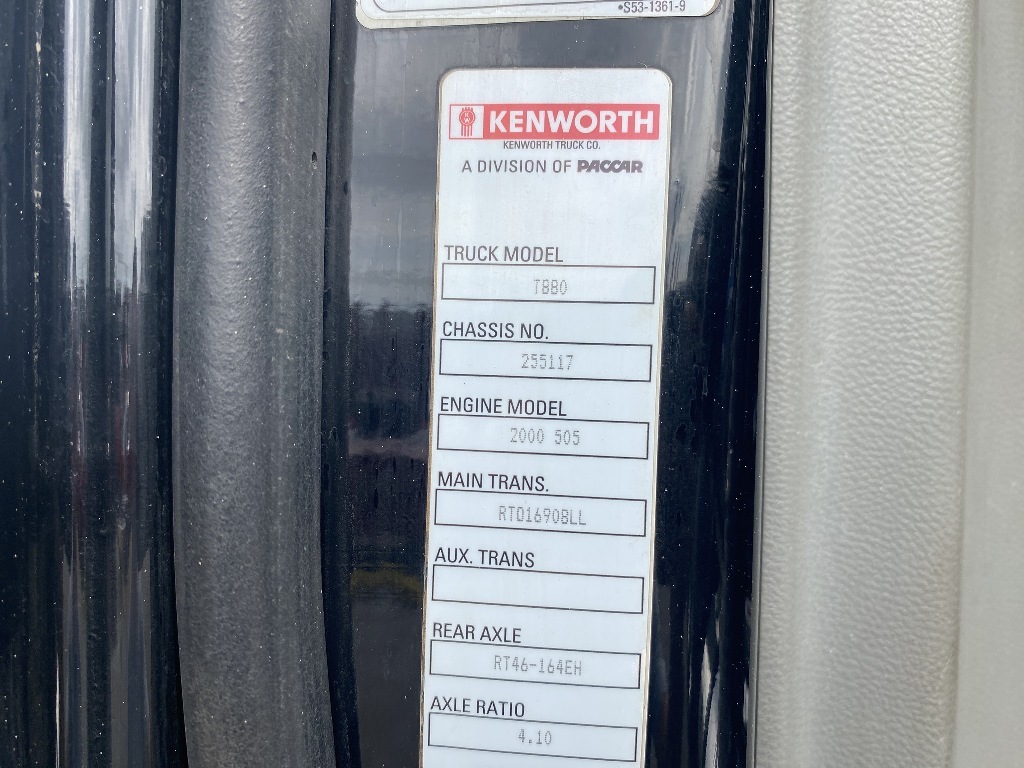 •S53-1361-9
KENWORTH
KENWORTH TRUCK CO.
A DIVISION OF PACCAR
TRUCK MODEL
T880
CHASSIS NO.
255117
ENGINE MODEL
2000 505
MAIN TRANS.
RTO16908LL
AUX. TRANS
REAR AXLE
RT46-164EH
AXLE RATIO
4.10